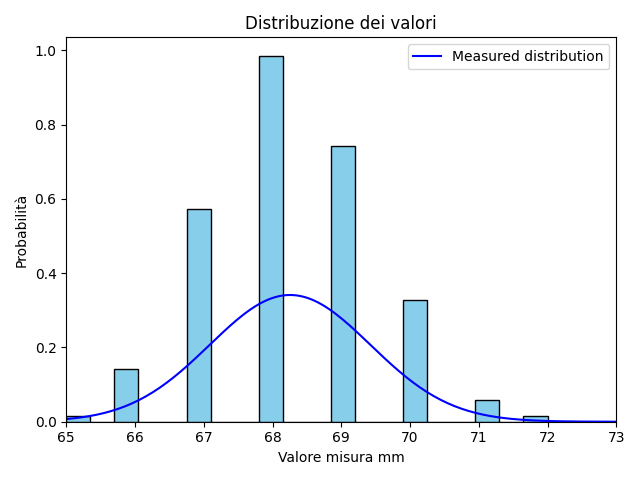 Distribuzione dei valori
Measured distribution
Probabilità
1.0
0.8
0.6
0.4
0.2
0.0
65 66 67 68 69 70 71 72 73
Valore misura mm